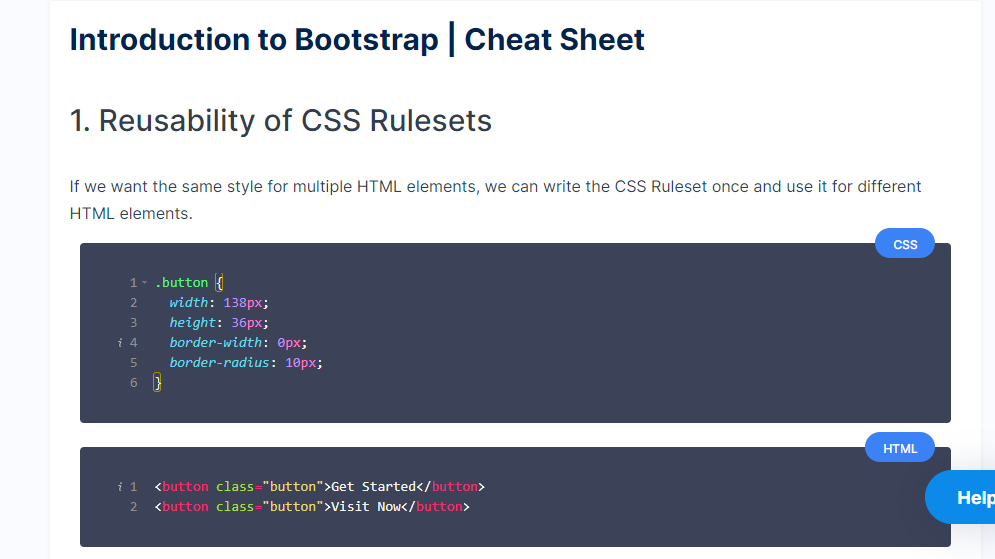 Introduction to Bootstrap | Cheat Sheet
1. Reusability of CSS Rulesets
If we want the same style for multiple HTML elements, we can write the CSS Ruleset once and use it for different
HTML elements.
CSS
1 .button {
2 width: 138px;
3 height: 36px;
i 4 border-width: 0px;
5 border-radius: 10px;
6 }
HTML
i 1 <button class="button">Get Started</button>
2 <button class="button">Visit Now</button>
Help